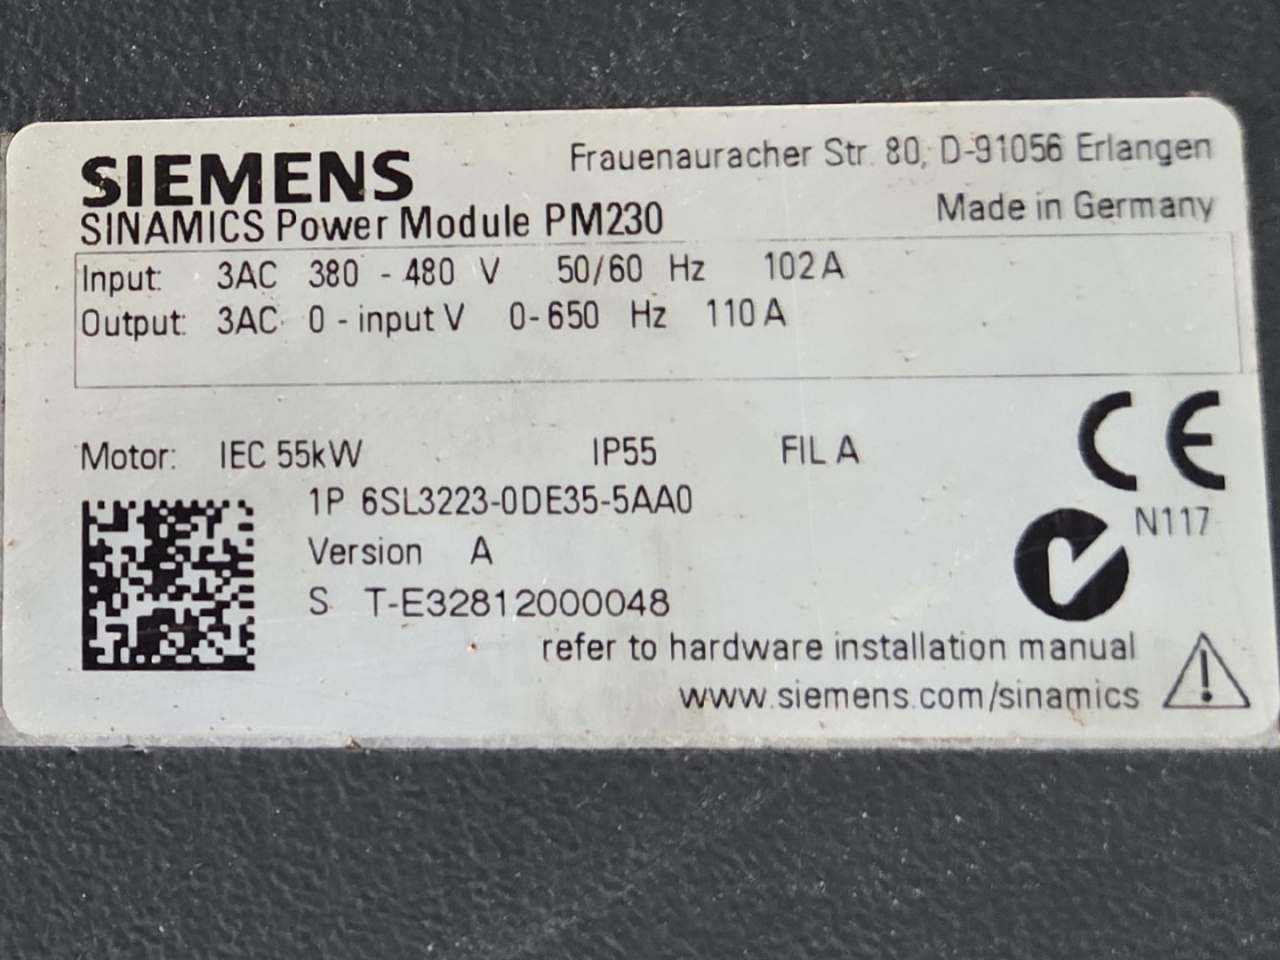 SIEMENS
Frauenauracher Str. 80, D-91056 Erlangen
SINAMICS Power Module PM230
Made in Germany
Input: 3AC 380 - 480 V 50/60 Hz 102 A
Output: 3AC 0 - input V 0-650 Hz 110 A
Motor: IEC 55kW IP55 FIL A
CE
1P 6SL3223-0DE35-5AA0
N117
Version A
S T-E32812000048
refer to hardware installation manual
www.siemens.com/sinamics